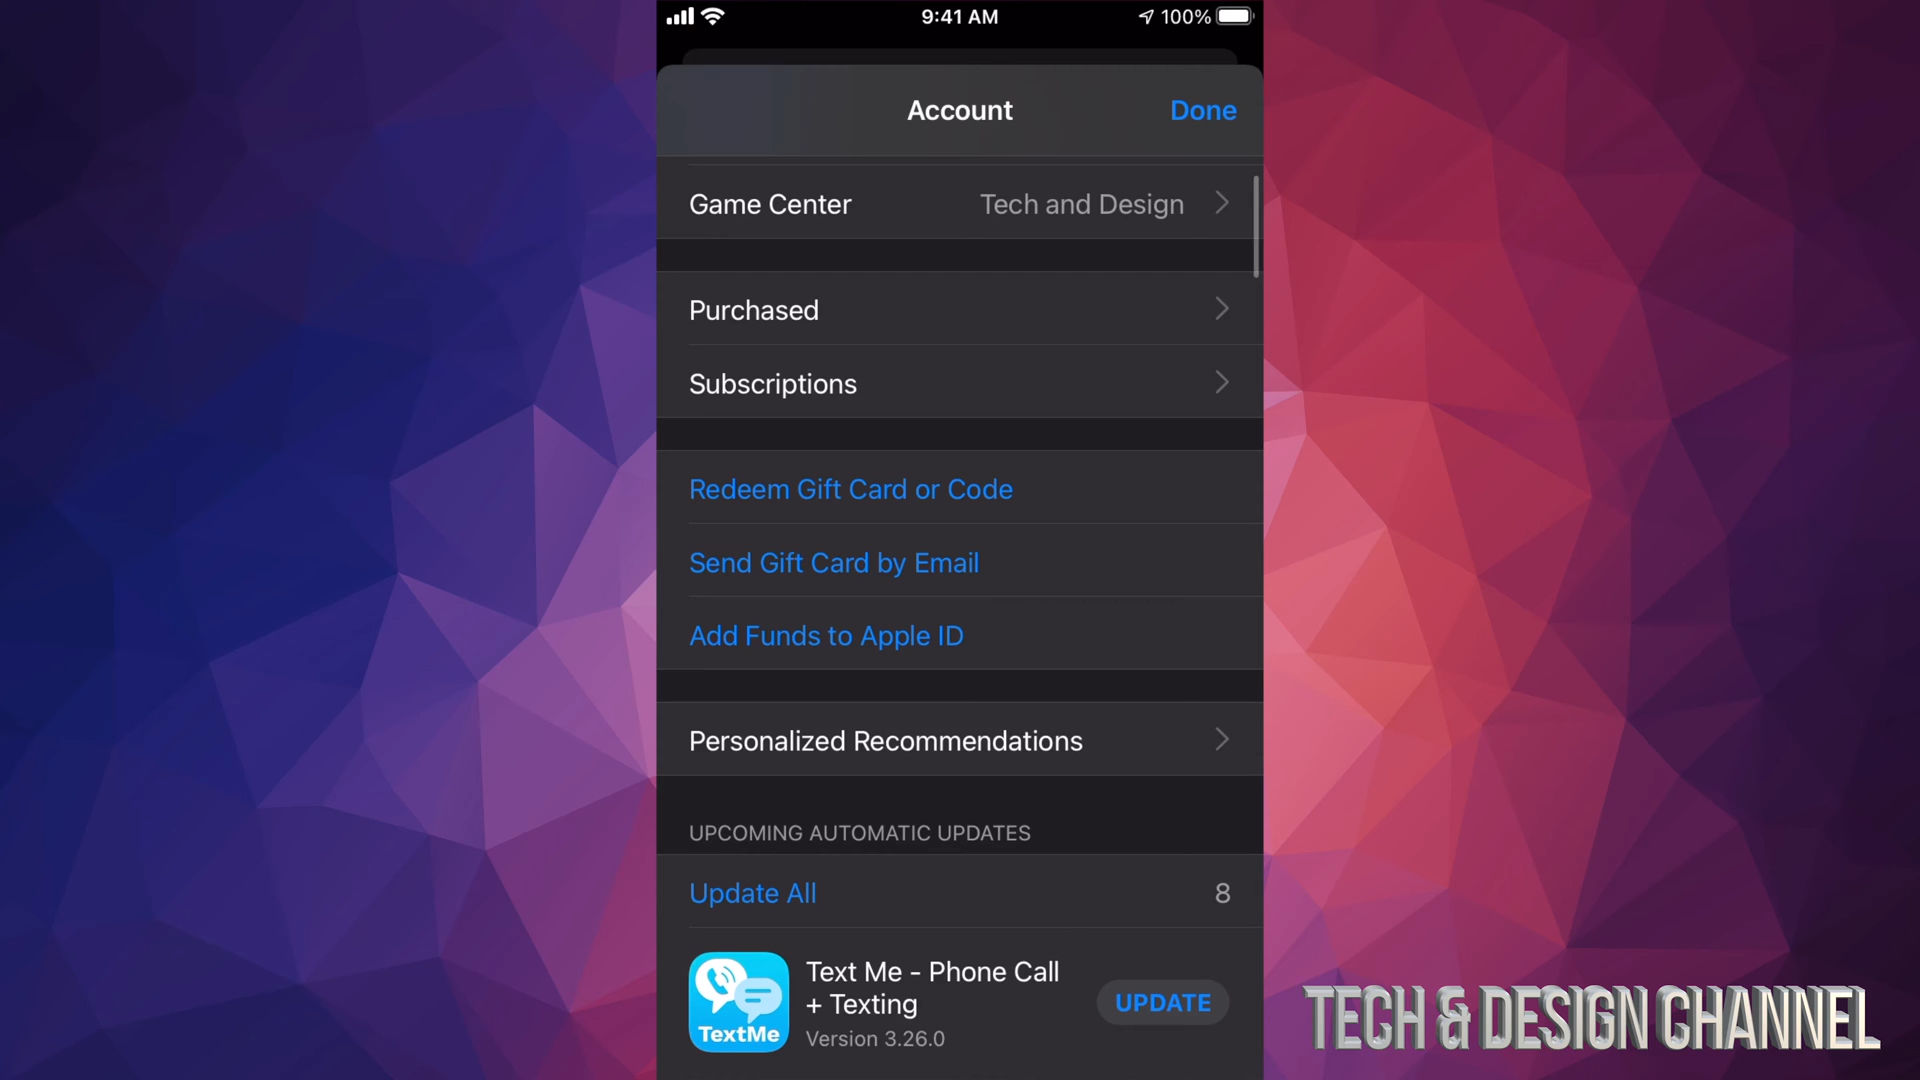 9:41 AM
100%
Account
Done
Game Center
Tech and Design
Purchased
Subscriptions
Redeem Gift Card or Code
Send Gift Card by Email
Add Funds to Apple ID
Personalized Recommendations
UPCOMING AUTOMATIC UPDATES
Update All
8
TextMe
Text Me - Phone Call
+ Texting
Version 3.26.0
UPDATE
TECH & DESIGN CHANNEL